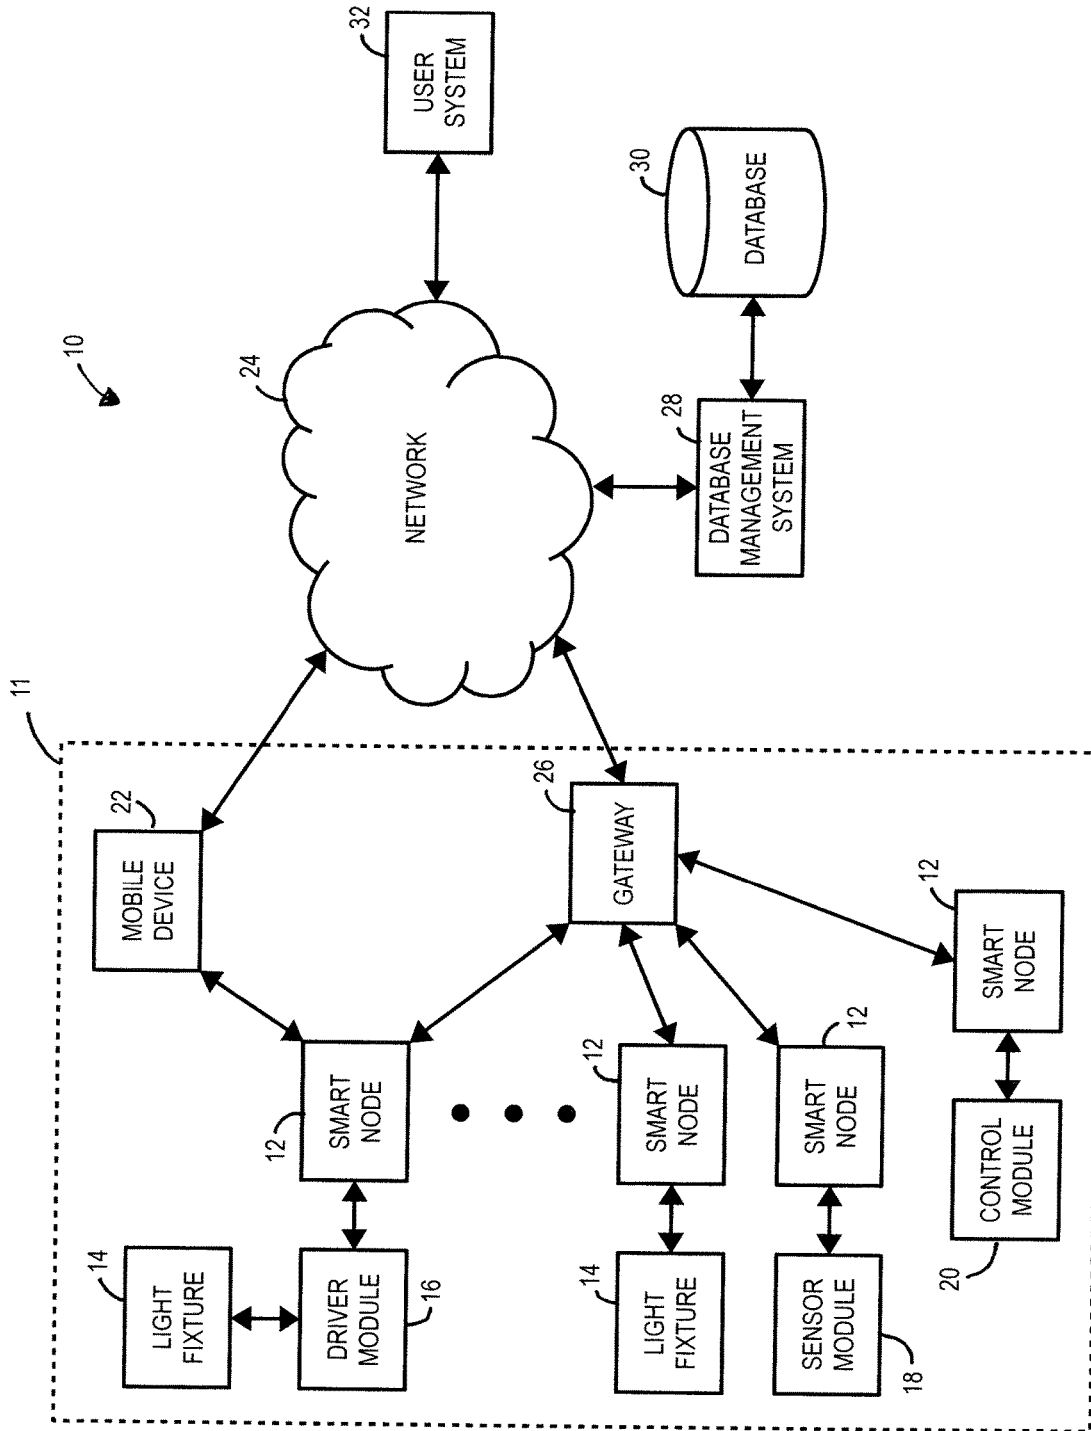 10
11
14
LIGHT
FIXTURE
DRIVER
MODULE
16
12
SMART
NODE
MOBILE
DEVICE
22
24
NETWORK
32
USER
SYSTEM
14
LIGHT
FIXTURE
12
SMART
NODE
26
GATEWAY
28
DATABASE
MANAGEMENT
SYSTEM
30
DATABASE
SENSOR
MODULE
18
12
SMART
NODE
20
CONTROL
MODULE
12
SMART
NODE